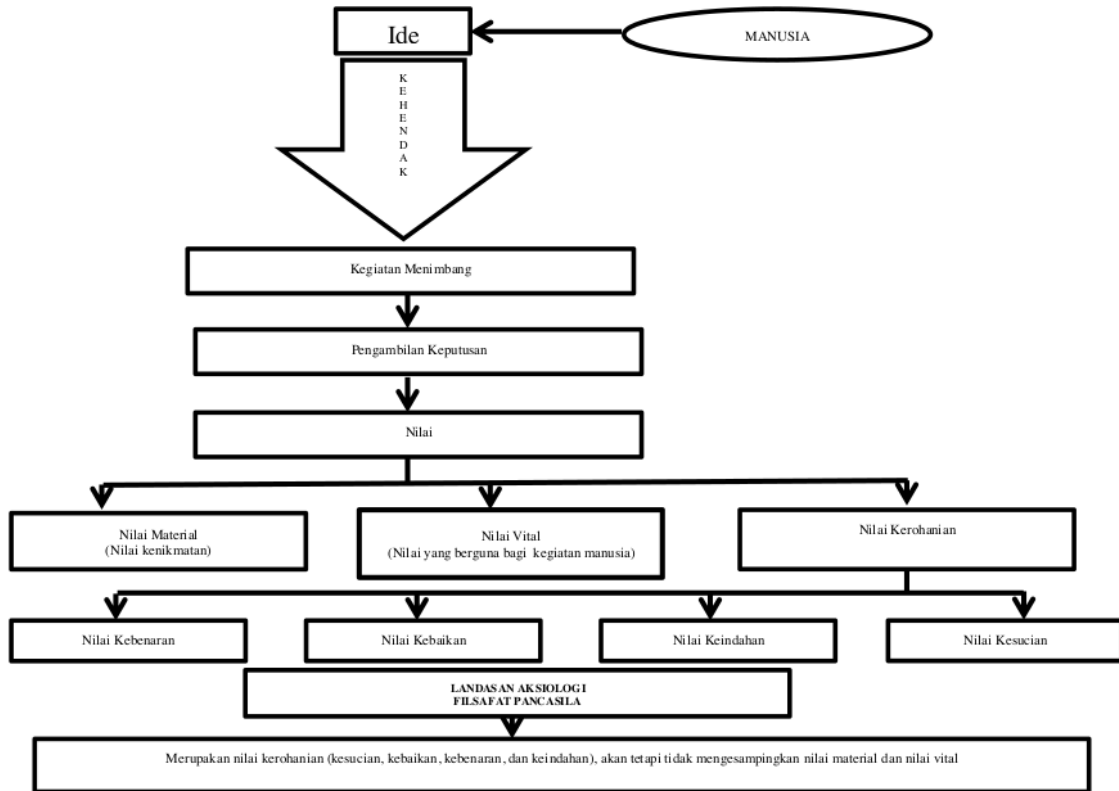 Ide
MANUSIA
KEHENDAK
Kegiatan Menimbang
Pengambilan Keputusan
Nilai
Nilai Material
(Nilai kenikmatan)
Nilai Vital
(Nilai yang berguna bagi kegiatan manusia)
Nilai Kerohanian
Nilai Kebenaran
Nilai Kebaikan
Nilai Keindahan
Nilai Kesucian
LANDASAN AKSIOLOGI
FILSAFAT PANCASILA
Merupakan nilai kerohanian (kesucian, kebaikan, kebenaran, dan keindahan), akan tetapi tidak mengesampingkan nilai material dan nilai vital